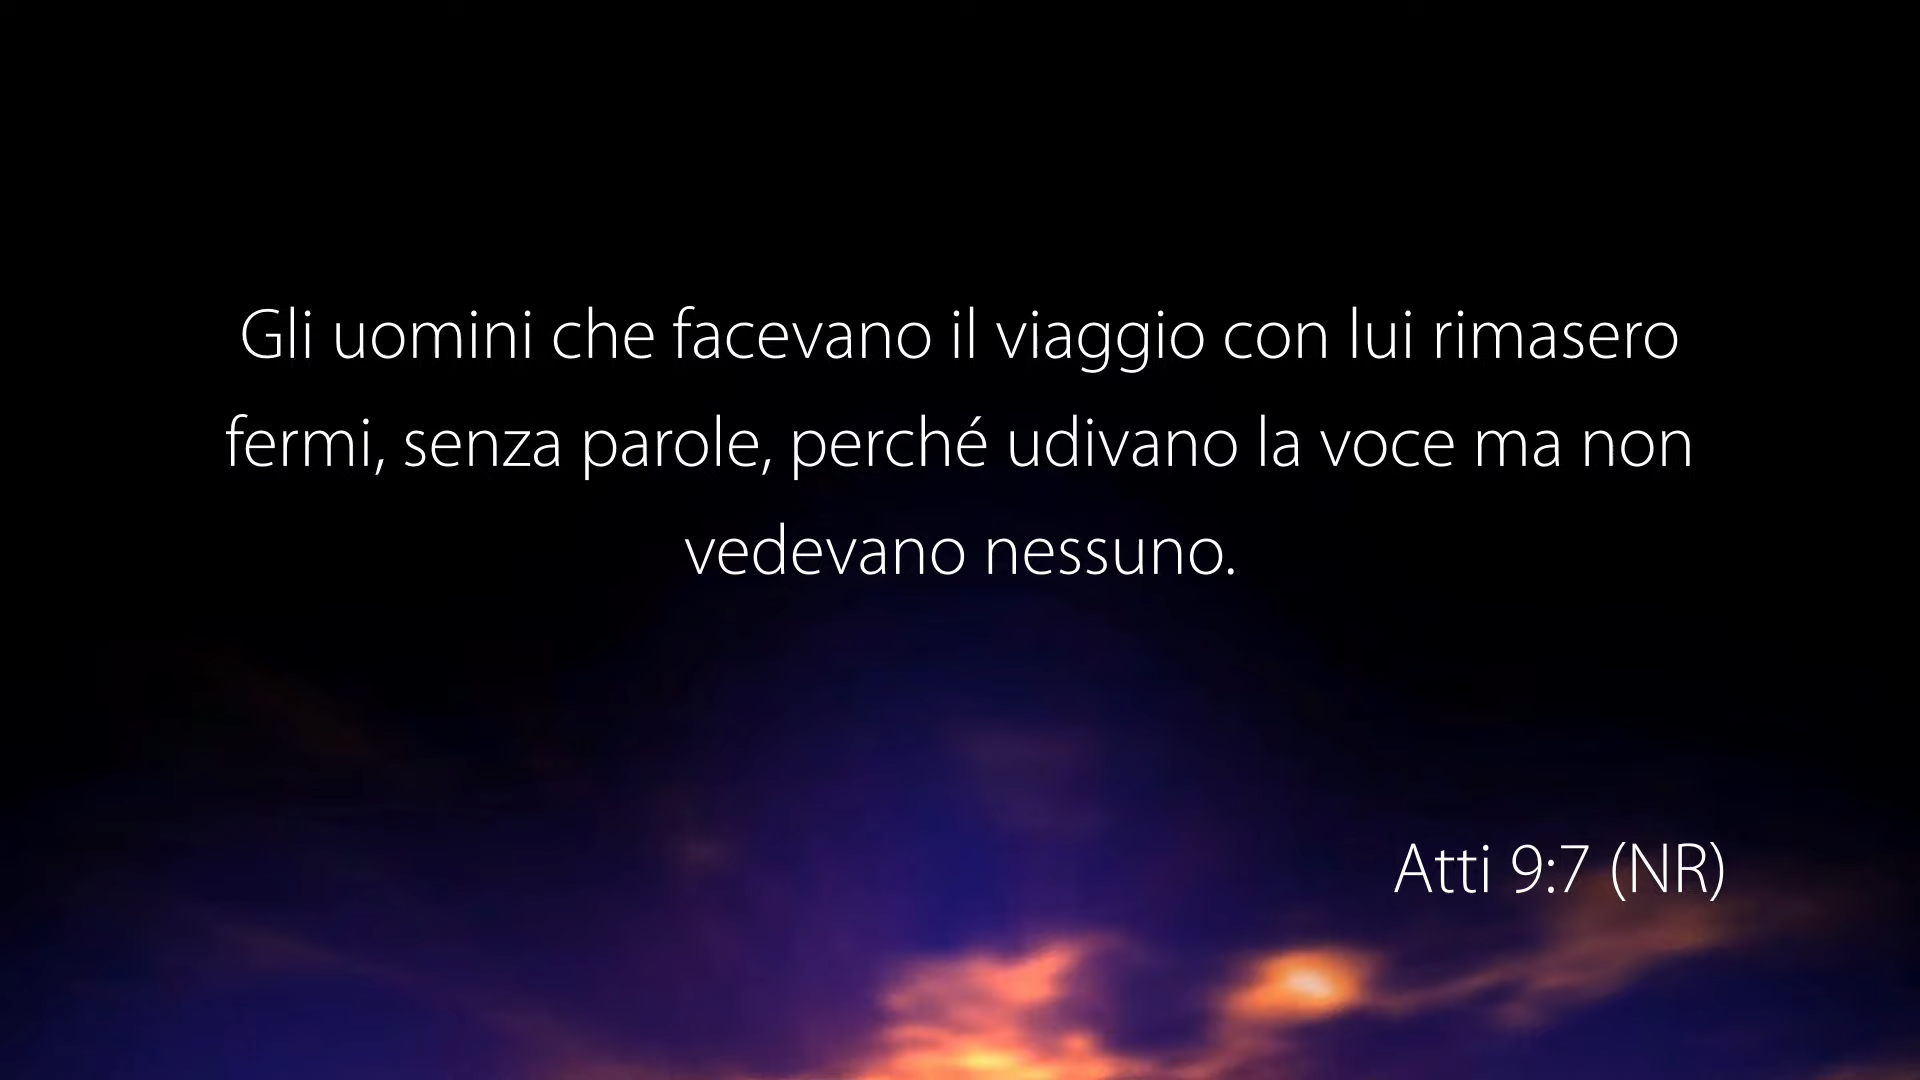 Gli uomini che facevano il viaggio con lui rimasero
fermi, senza parole, perché udivano la voce ma non
vedevano nessuno.
Atti 9:7 (NR)